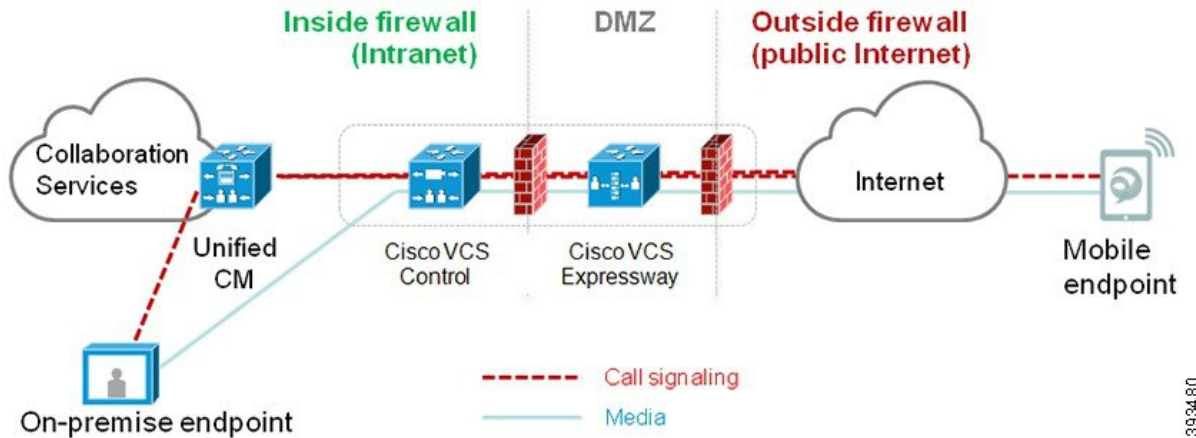 Inside firewall
(Intranet)
DMZ
Outside firewall
(public Internet)
Collaboration
Services
Unified
CM
Cisco VCS
Control
Cisco VCS
Expressway
Internet
Mobile
endpoint
On-premise endpoint
Call signaling
Media
393480